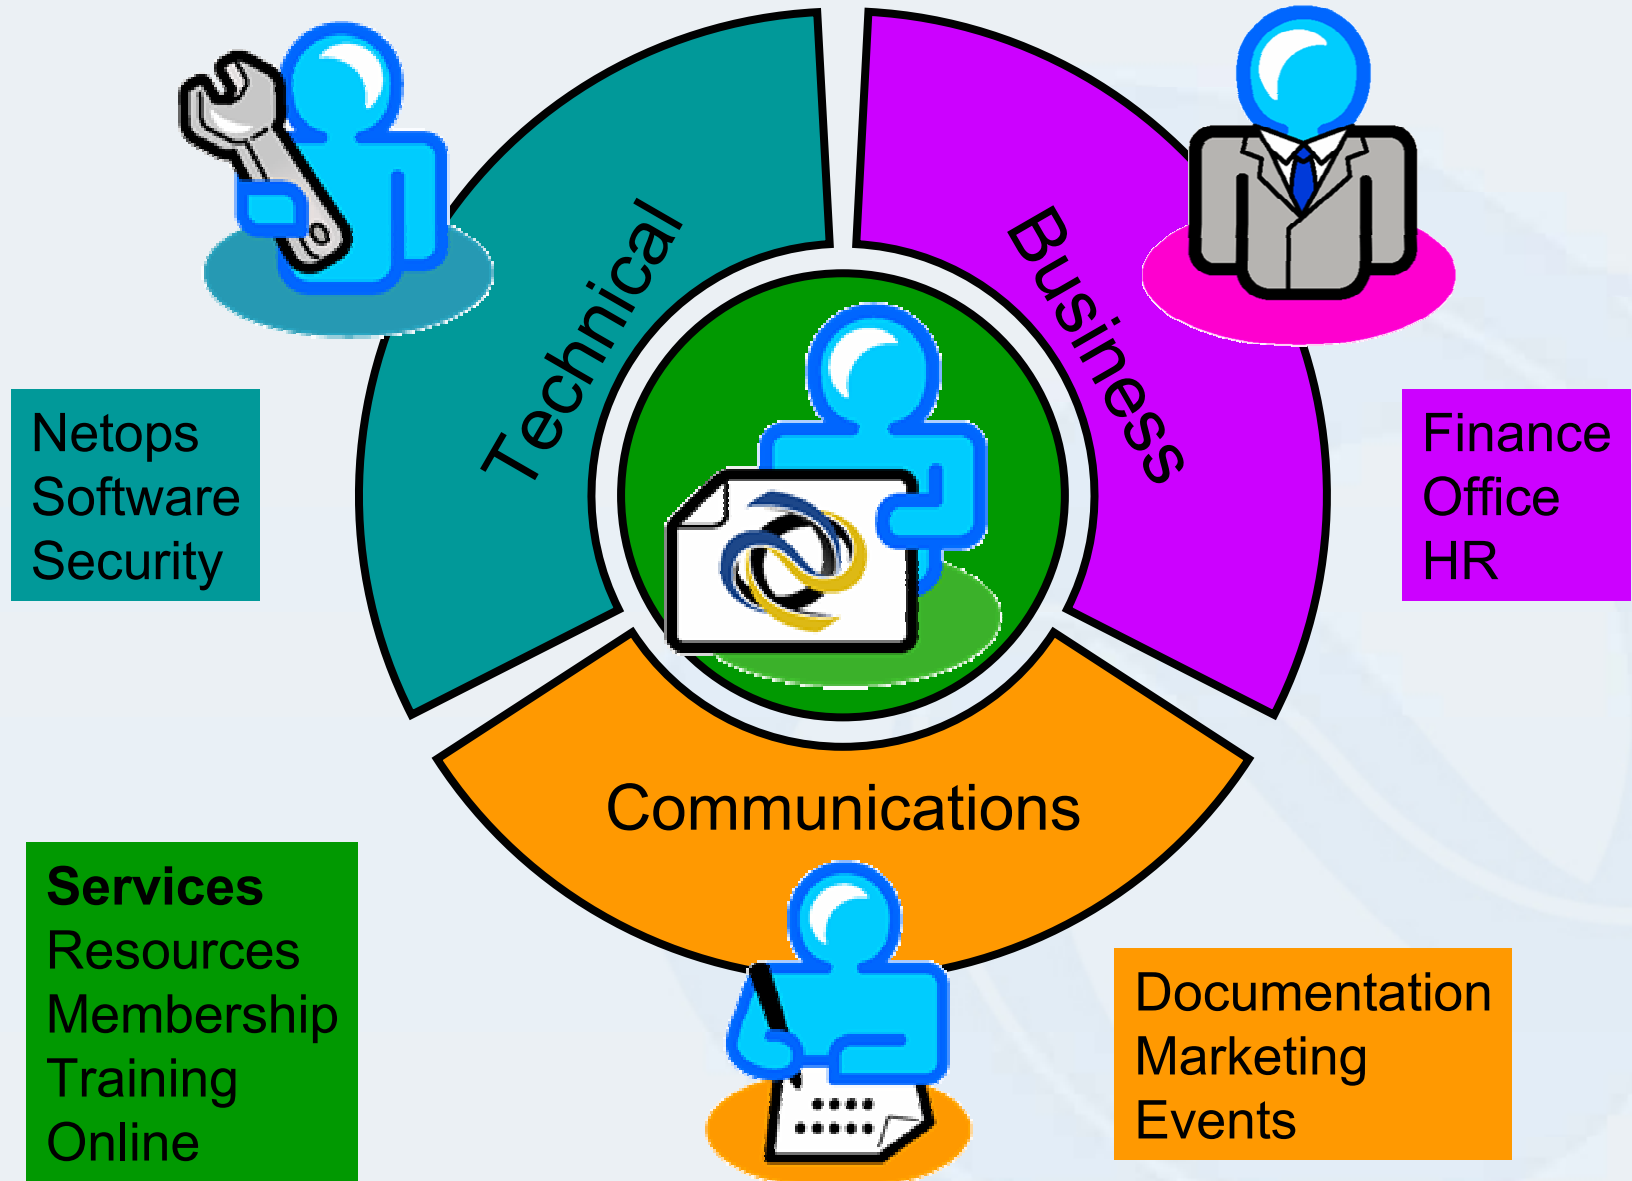 Technical
Business
Netops
Software
Security
Finance
Office
HR
Communications
Services
Resources
Membership
Training
Online
Documentation
Marketing
Events